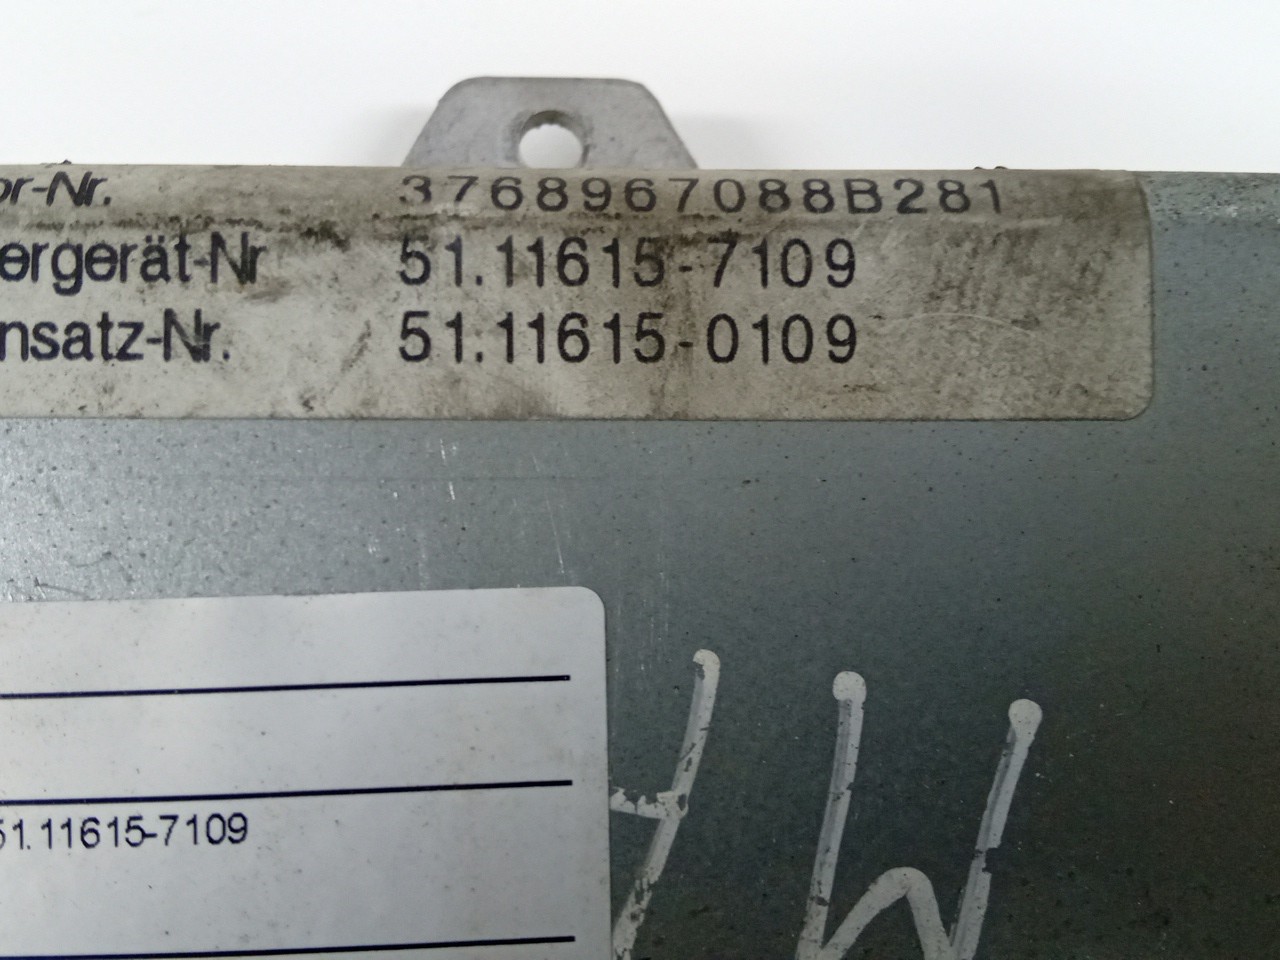 or-Nr. 3768967088B281
ergerät-Nr 51.11615-7109
nsatz-Nr. 51.11615-0109
51.11615-7109